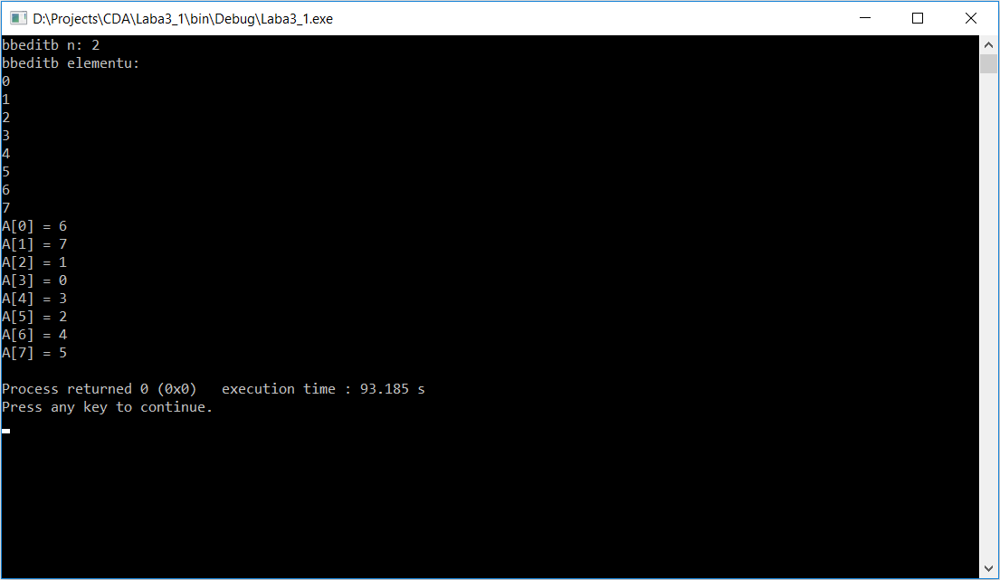 D:\Projects\CDA\Laba3_1\bin\Debug\Laba3_1.exe
bbeditb n: 2
bbeditb elementu:
0
1
2
3
4
5
6
7
A[0] = 6
A[1] = 7
A[2] = 1
A[3] = 0
A[4] = 3
A[5] = 2
A[6] = 4
A[7] = 5
Process returned 0 (0x0)   execution time : 93.185 s
Press any key to continue.